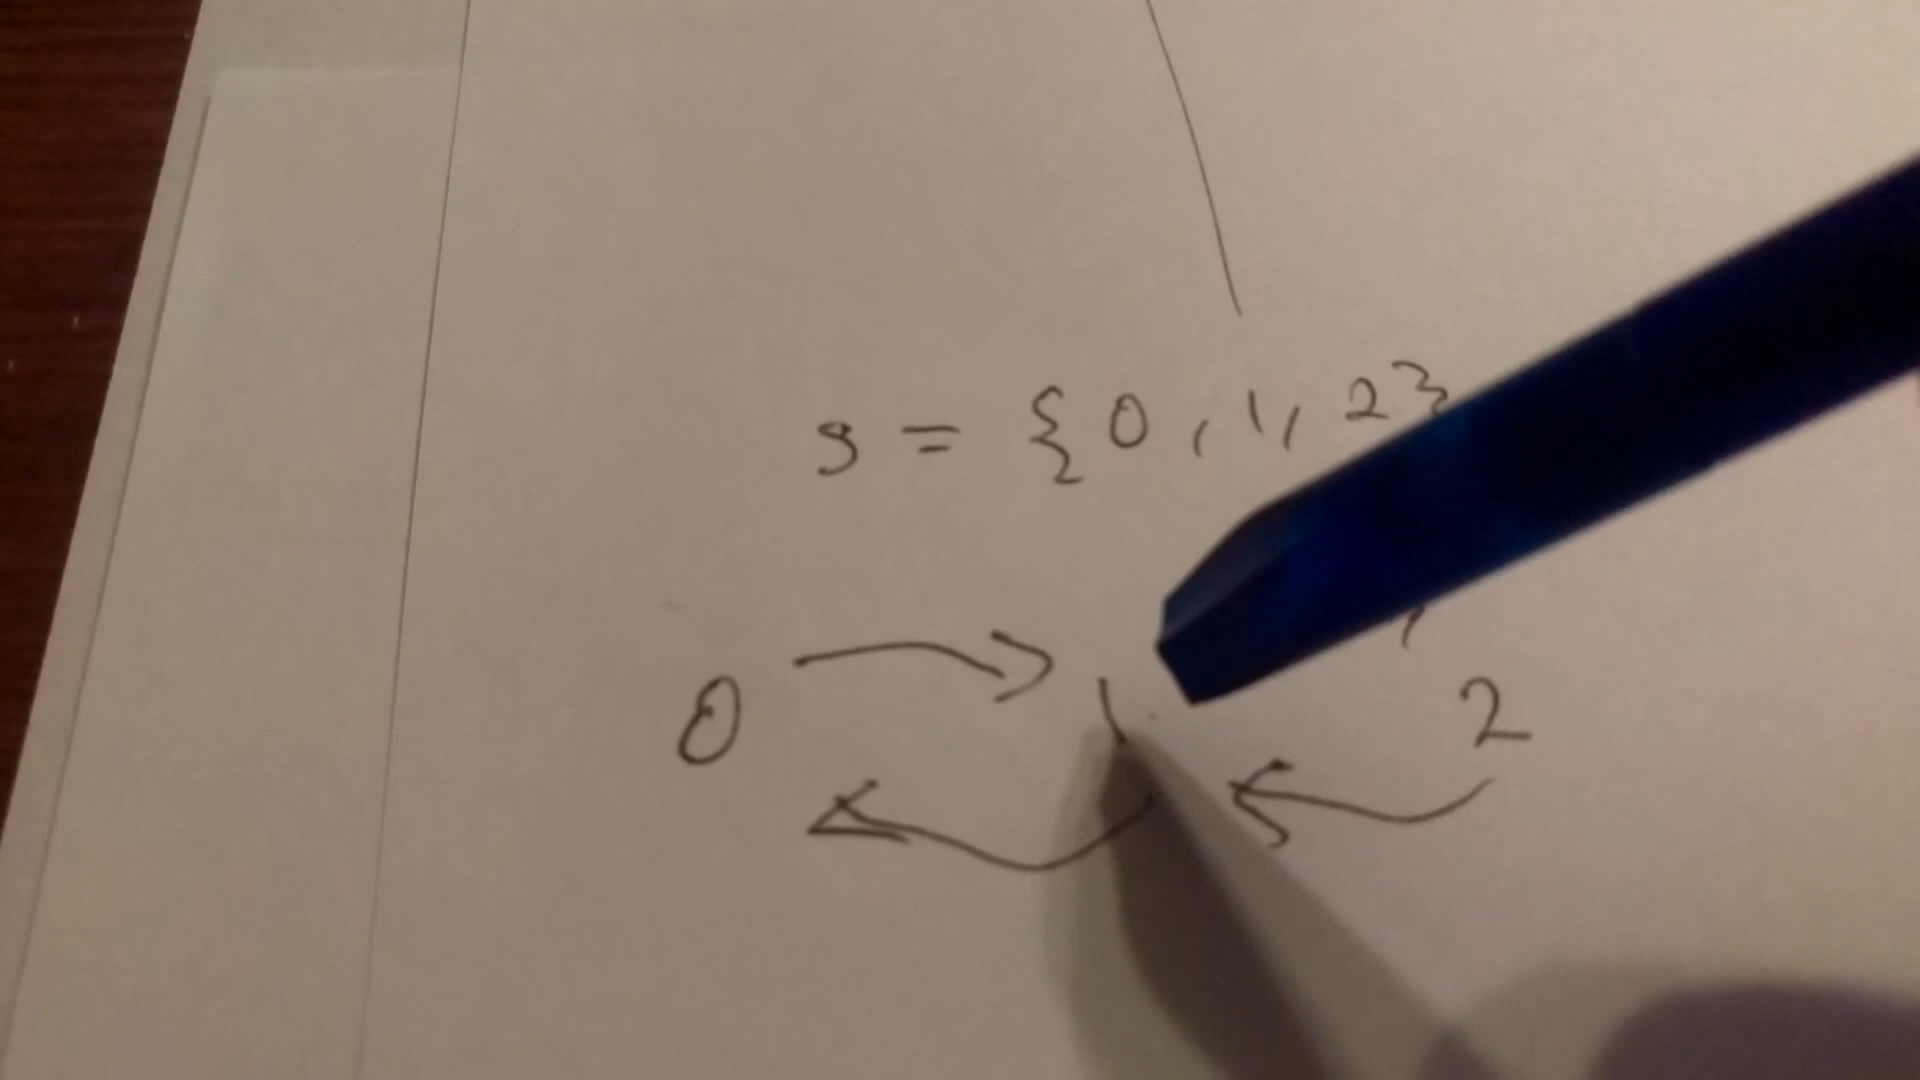 S = {0, 1, 2}
0 1 2